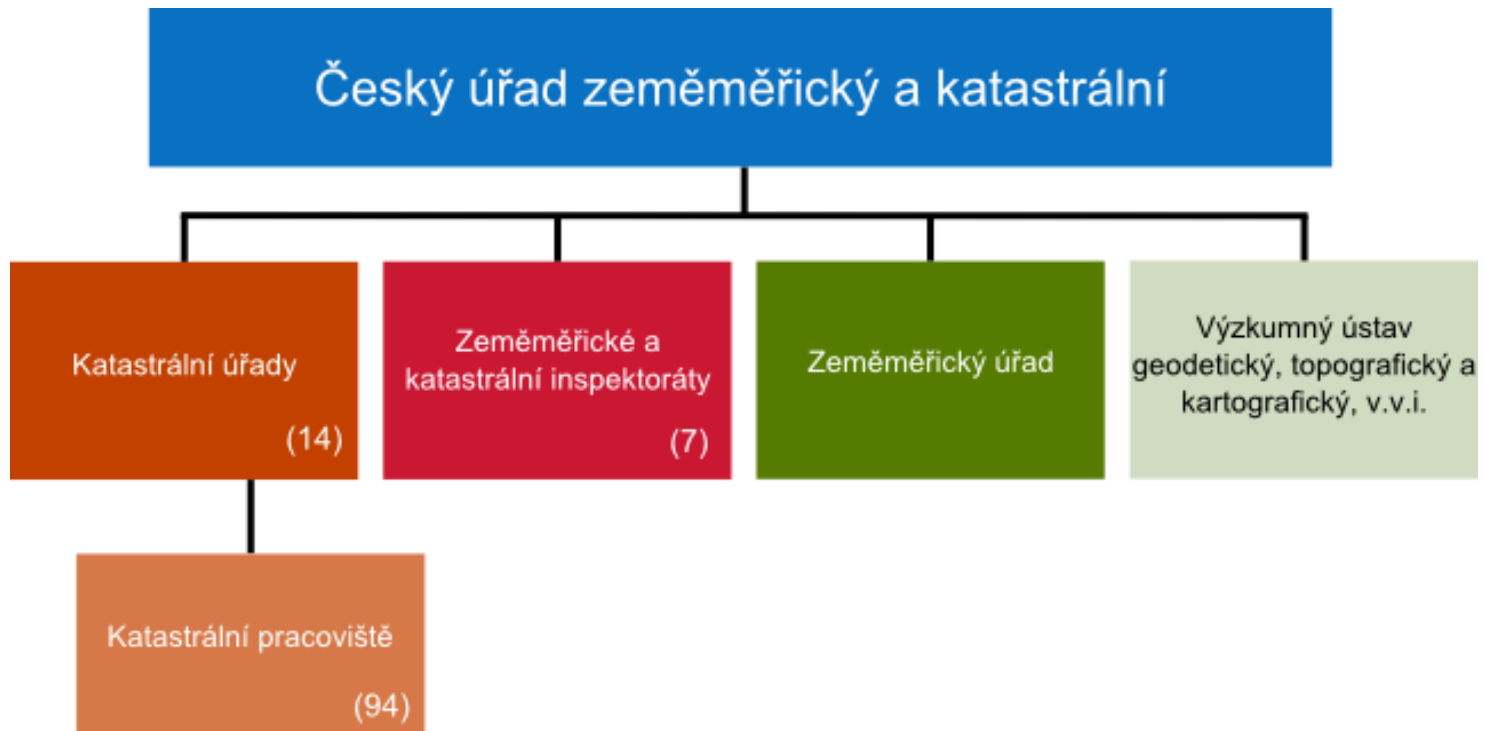 Český úřad zeměměřický a katastrální
Katastrální úřady
(14)
Zeměměřické a
katastrální inspektoráty
(7)
Zeměměřický úřad
Výzkumný ústav
geodetický, topografický a
kartografický, v.v.i.
Katastrální pracoviště
(94)